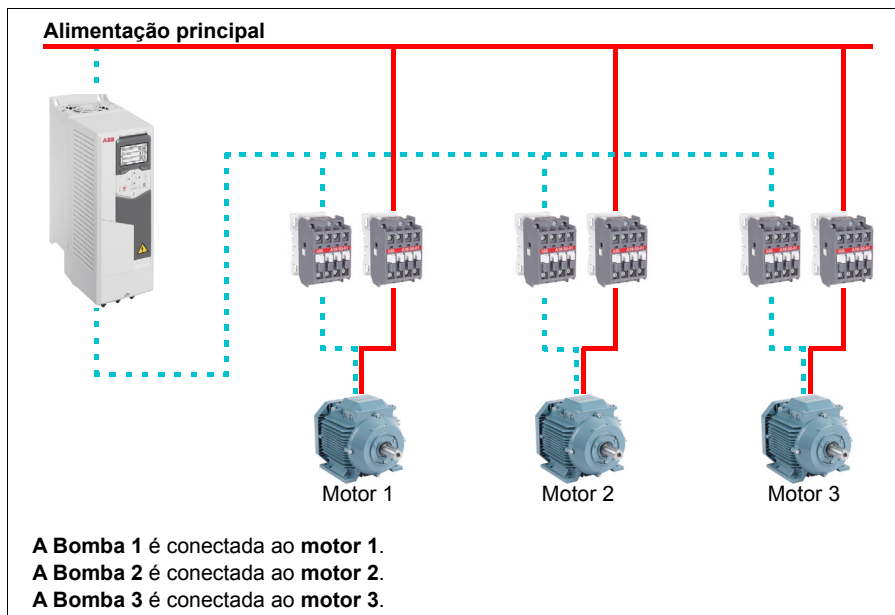 Alimentação principal
ABB
Motor 1
Motor 2
Motor 3
A Bomba 1 é conectada ao motor 1.
A Bomba 2 é conectada ao motor 2.
A Bomba 3 é conectada ao motor 3.